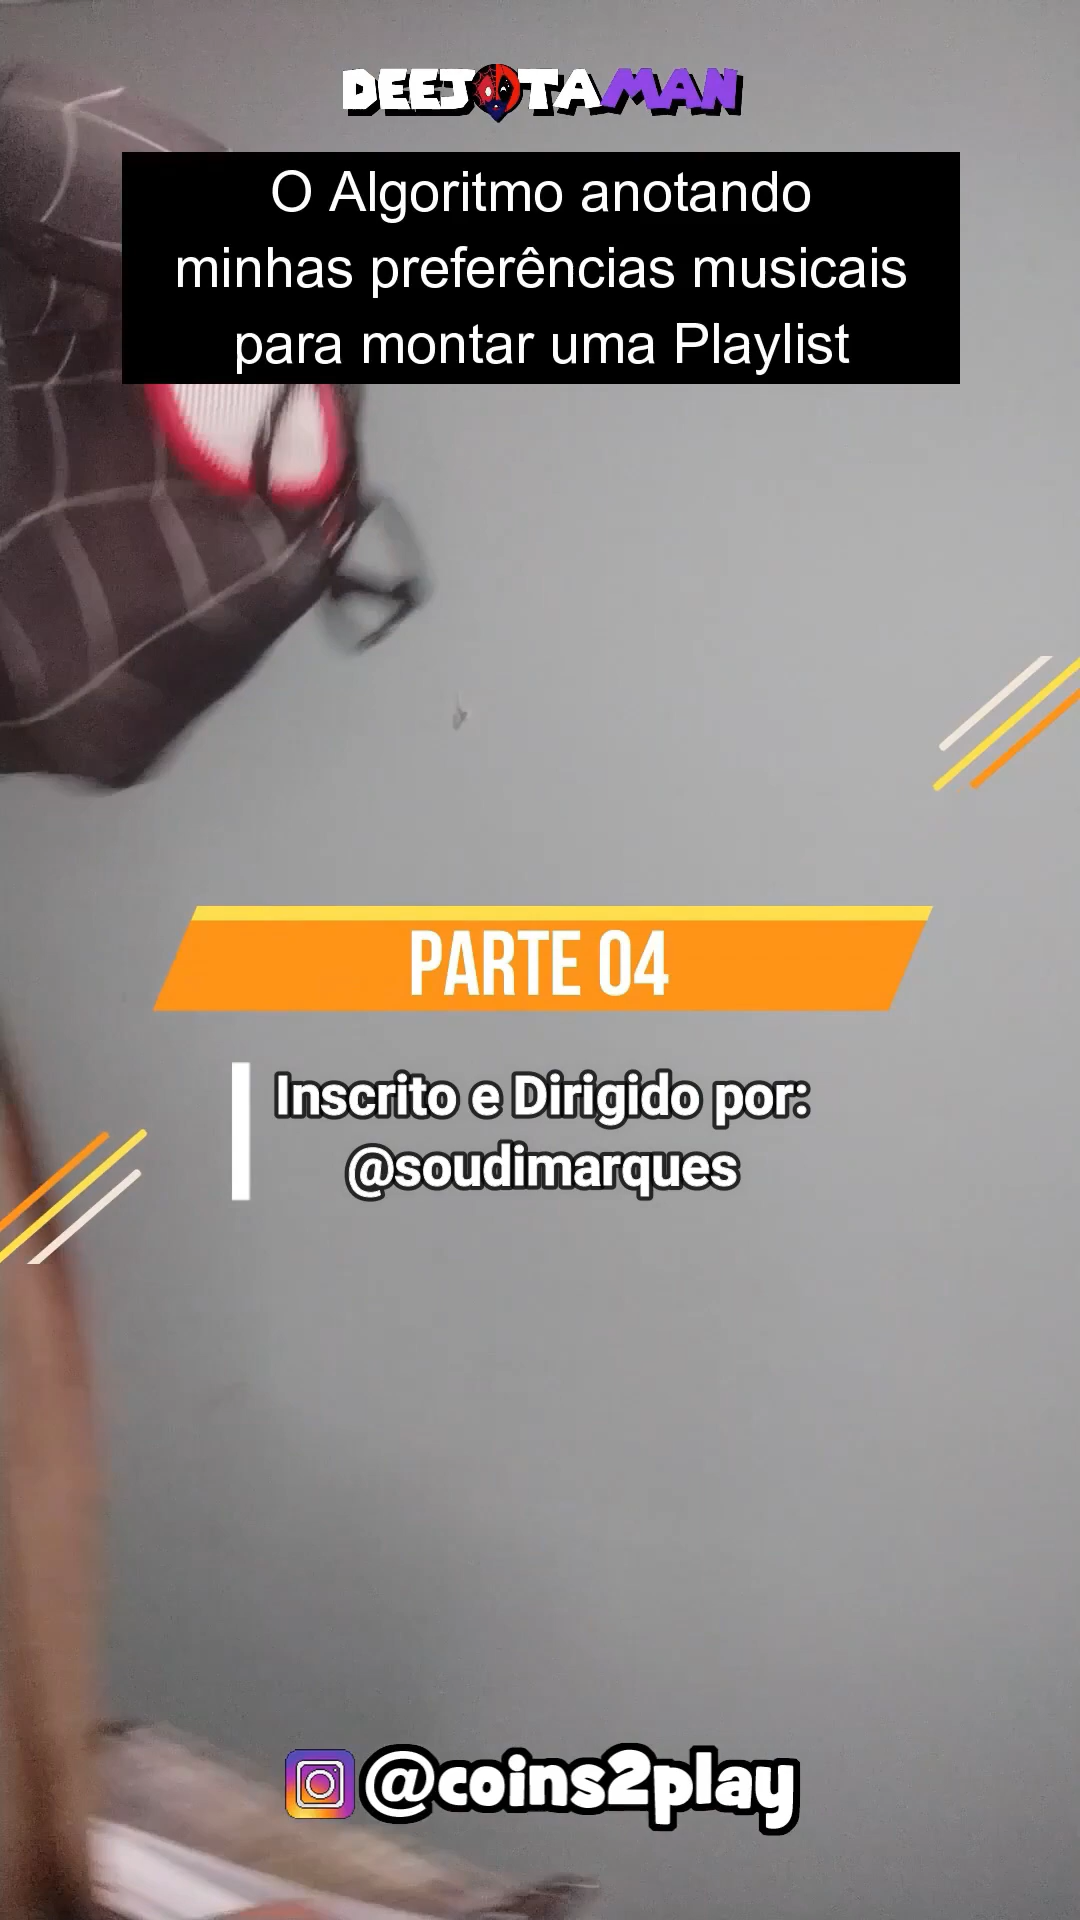 DEEJOTAMAN
O Algoritmo anotando
minhas preferências musicais
para montar uma Playlist
PARTE 04
Inscrito e Dirigido por:
@soudimarques
@coins2play